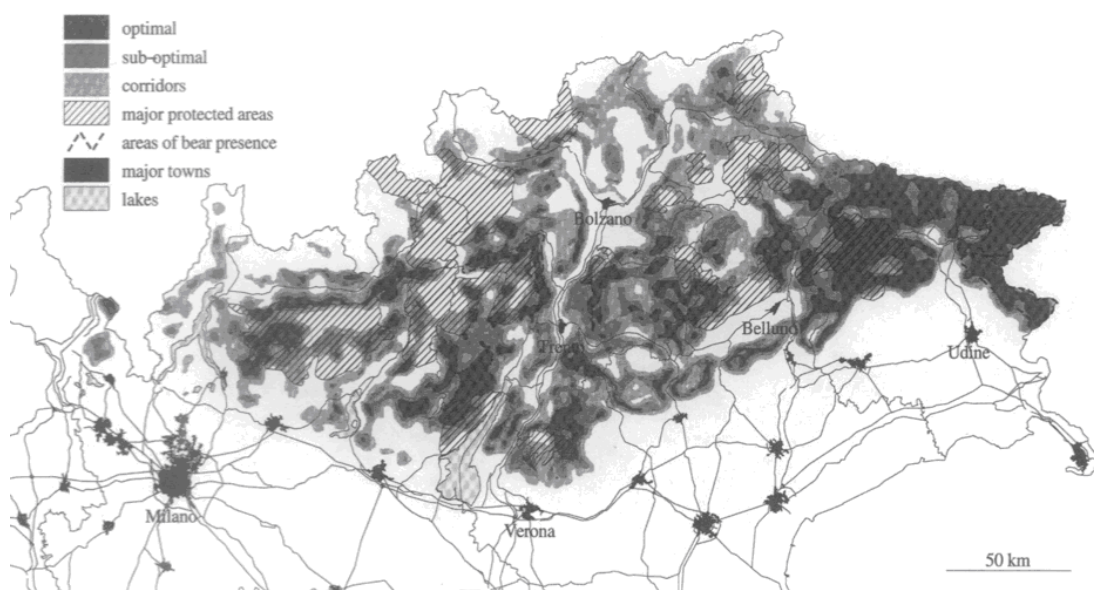 optimal
sub-optimal
corridors
major protected areas
areas of bear presence
major towns
lakes
Bolzano
Trento
Belluno
Udine
Milano
Verona
50 km